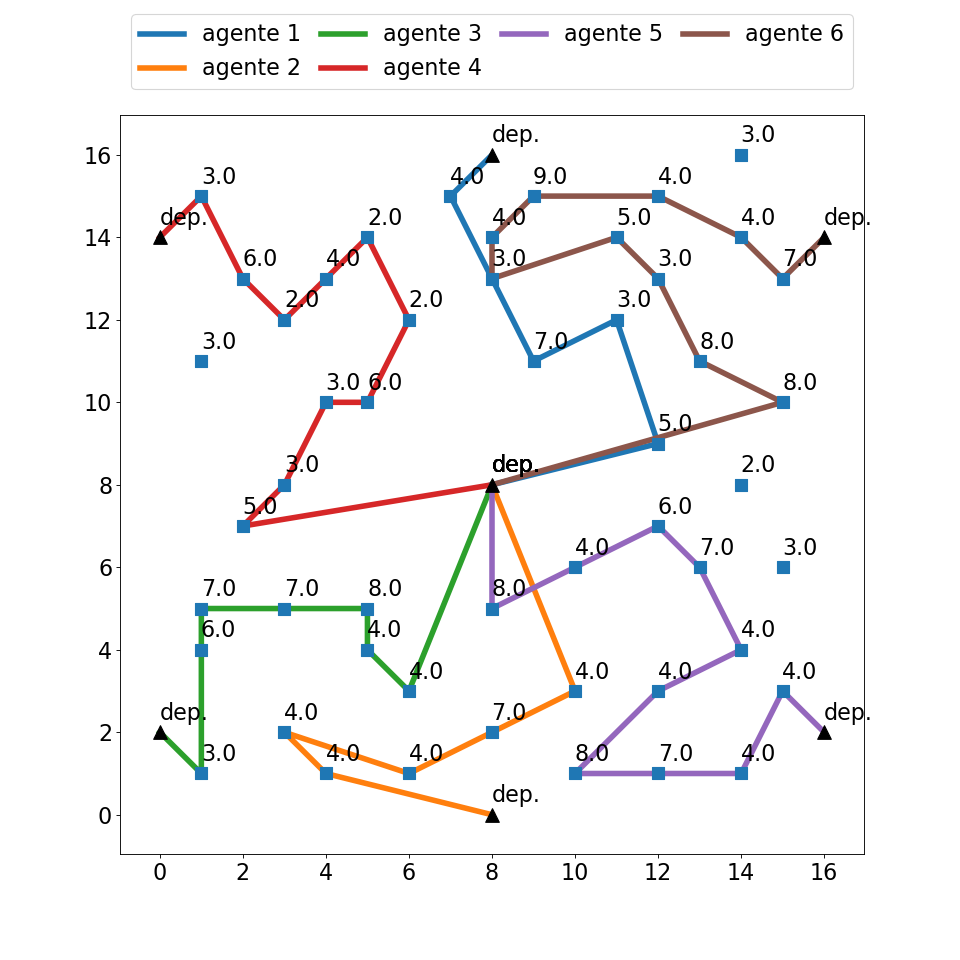 agente 1 agente 3 agente 5 agente 6
agente 2 agente 4
dep. 3.0
16
3.0 4.0 9.0 4.0
dep. 2.0 4.0 5.0 4.0 dep.
14
6.0 4.0 3.0 3.0 7.0
2.0 2.0 3.0
12
3.0 7.0 8.0
3.0 6.0 8.0
10
5.0
3.0 dep. 2.0
8
5.0 6.0
4.0 7.0 3.0
6
7.0 7.0 8.0 8.0
6.0 4.0
4
4.0 4.0 4.0 4.0
dep. 4.0 7.0 dep.
2
3.0 4.0 4.0 8.0 7.0 4.0
dep.
0
0 2 4 6 8 10 12 14 16